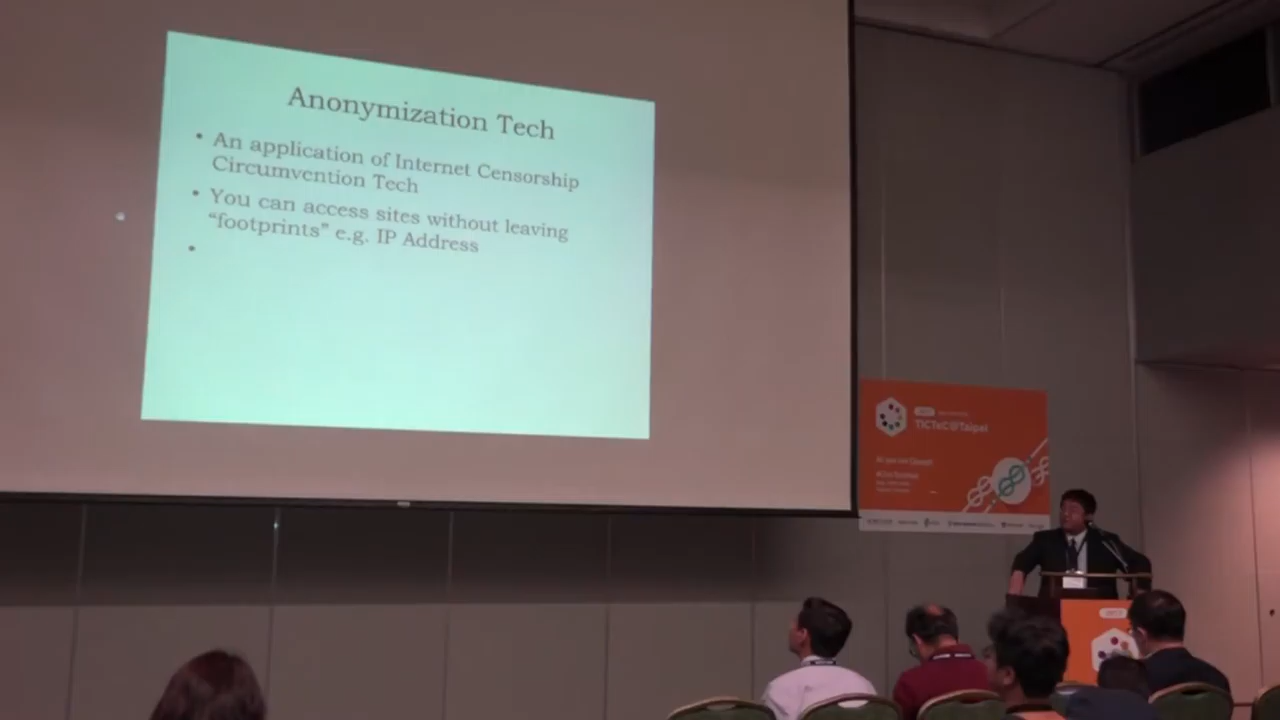 Anonymization Tech
• An application of Internet Censorship
Circumvention Tech
• You can access sites without leaving
“footprints” e.g. IP Address
•
TICTeC@Taipei